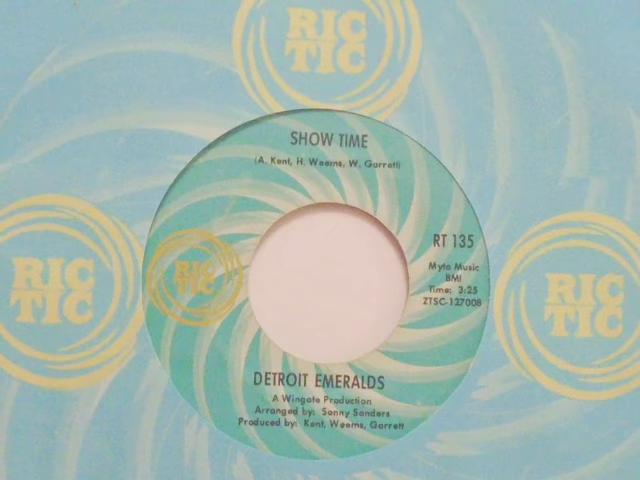 RIC
TIC
SHOW TIME
(A. Kent, H. Weems, W. Garrett)
RT 135
Myto Music
BMI
Time: 3:25
ZTSC-127008
RIC
TIC
RIC
TIC
RIC
TIC
DETROIT EMERALDS
A Wingate Production
Arranged by: Sonny Sanders
Produced by: Kent, Weems, Garrett